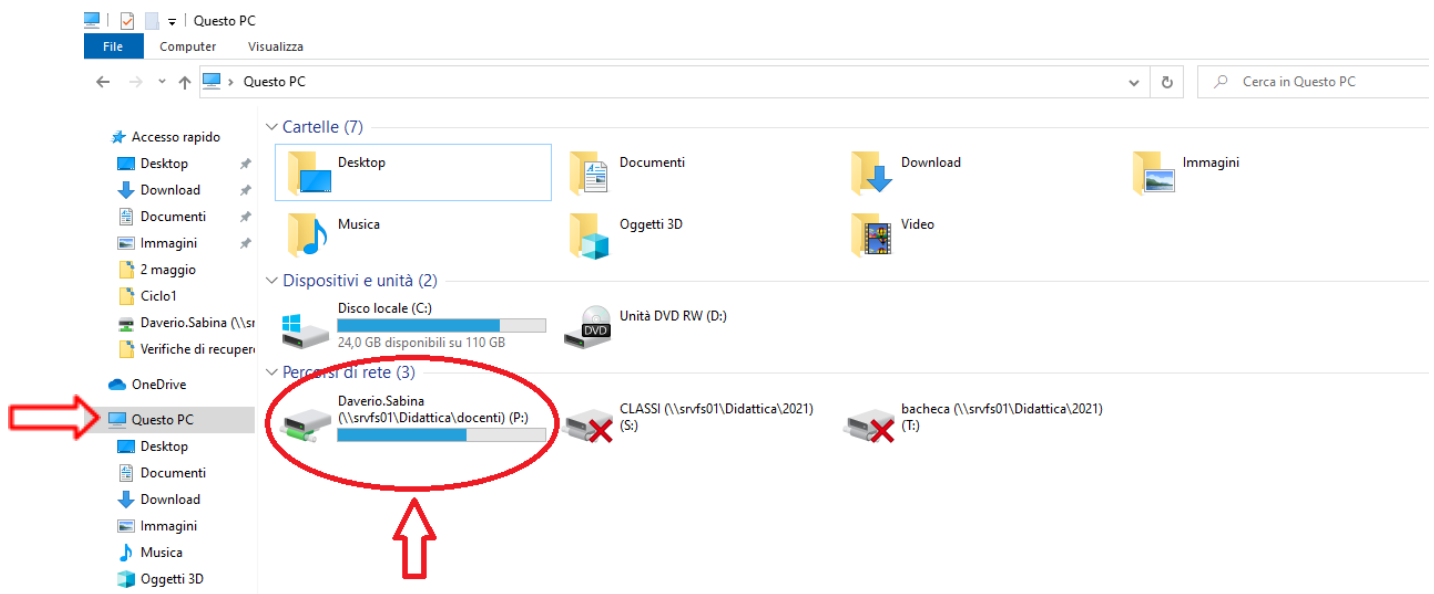 Questo PC
File Computer Visualizza
Questo PC
Cerca in Questo PC
Accesso rapido
Desktop
Download
Documenti
Immagini
2 maggio
Ciclo1
Daverio.Sabina (\\sr
Verifiche di recupero
OneDrive
Questo PC
Desktop
Documenti
Download
Immagini
Musica
Oggetti 3D
Cartelle (7)
Desktop
Documenti
Download
Immagini
Musica
Oggetti 3D
Video
Dispositivi e unità (2)
Disco locale (C:)
24,0 GB disponibili su 110 GB
Unità DVD RW (D:)
DVD
Percorsi di rete (3)
Daverio.Sabina
(\\srvfs01\Didattica\docenti) (P:)
CLASSI (\\srvfs01\Didattica\2021)
(S:)
bacheca (\\srvfs01\Didattica\2021)
(T:)